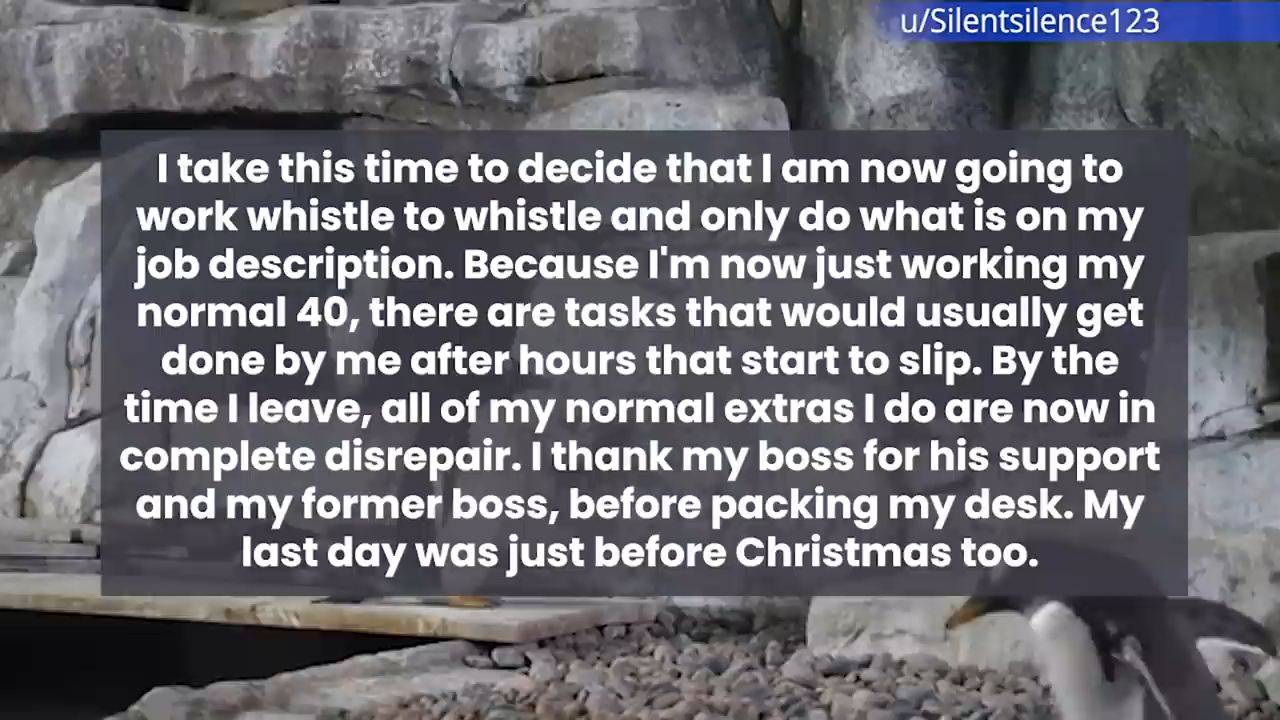 u/Silentsilence123
I take this time to decide that I am now going to
work whistle to whistle and only do what is on my
job description. Because I'm now just working my
normal 40, there are tasks that would usually get
done by me after hours that start to slip. By the
time I leave, all of my normal extras I do are now in
complete disrepair. I thank my boss for his support
and my former boss, before packing my desk. My
last day was just before Christmas too.